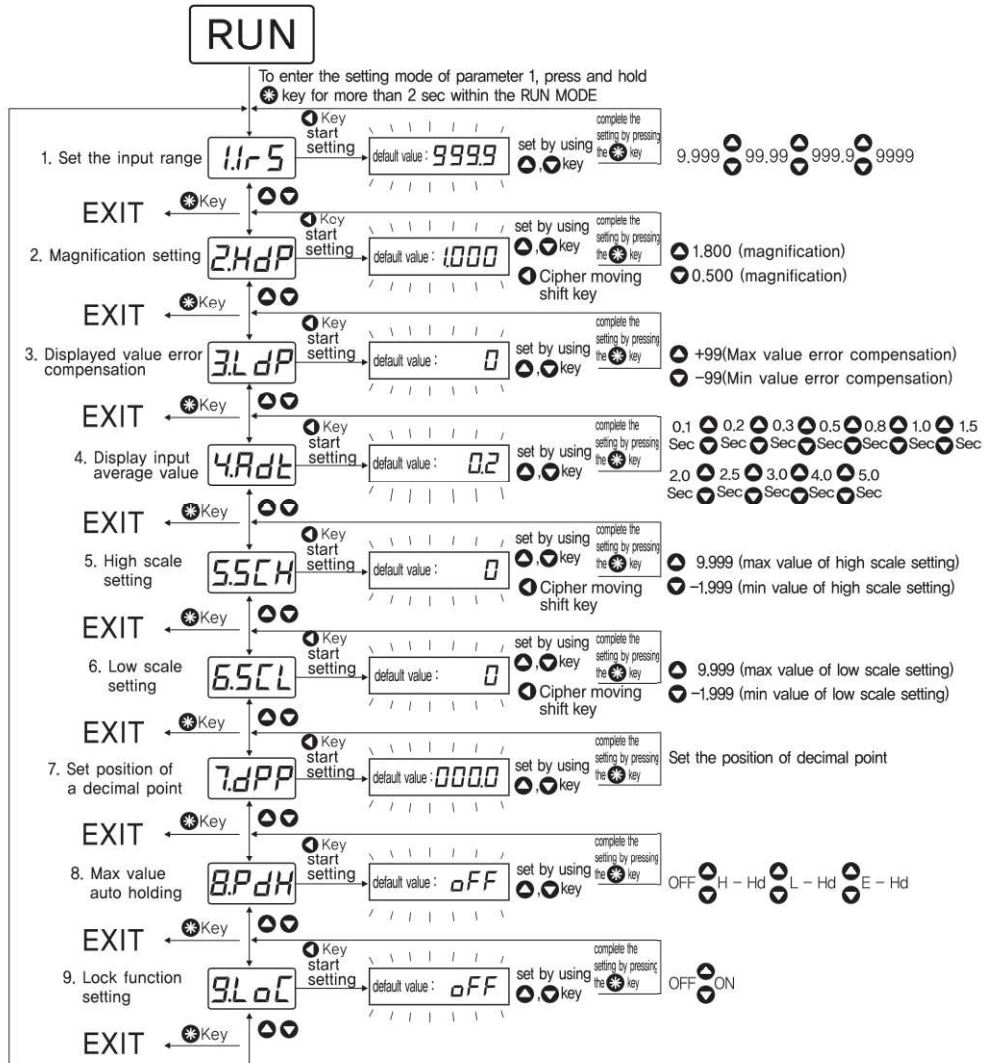 RUN
To enter the setting mode of parameter 1, press and hold
key for more than 2 sec within the RUN MODE
1. Set the input range
1.IrS
Key
start
setting
default value : 999.9
set by using
, key
complete the
setting by pressing
the key
9.999 99.99 999.9 9999
EXIT
Key
2. Magnification setting
2.HdP
Key
start
setting
default value : 1.000
set by using
, key
Cipher moving
shift key
complete the
setting by pressing
the key
1.800 (magnification)
0.500 (magnification)
EXIT
Key
3. Displayed value error
compensation
3.LdP
Key
start
setting
default value : 0
set by using
, key
complete the
setting by pressing
the key
+99(Max value error compensation)
-99(Min value error compensation)
EXIT
Key
4. Display input
average value
4.Adt
Key
start
setting
default value : 0.2
set by using
, key
complete the
setting by pressing
the key
0.1 0.2 0.3 0.5 0.8 1.0 1.5
Sec Sec Sec Sec Sec Sec Sec
2.0 2.5 3.0 4.0 5.0
Sec Sec Sec Sec Sec
EXIT
Key
5. High scale
setting
5.SCH
Key
start
setting
default value : 0
set by using
, key
Cipher moving
shift key
complete the
setting by pressing
the key
9.999 (max value of high scale setting)
-1.999 (min value of high scale setting)
EXIT
Key
6. Low scale
setting
6.SCL
Key
start
setting
default value : 0
set by using
, key
Cipher moving
shift key
complete the
setting by pressing
the key
9.999 (max value of low scale setting)
-1.999 (min value of low scale setting)
EXIT
Key
7. Set position of
a decimal point
7.dPP
Key
start
setting
default value : 000.0
set by using
, key
complete the
setting by pressing
the key
Set the position of decimal point
EXIT
Key
8. Max value
auto holding
8.PdH
Key
start
setting
default value : oFF
set by using
, key
complete the
setting by pressing
the key
OFF H - Hd L - Hd E - Hd
EXIT
Key
9. Lock function
setting
9.LoC
Key
start
setting
default value : oFF
set by using
, key
complete the
setting by pressing
the key
OFF ON
EXIT
Key